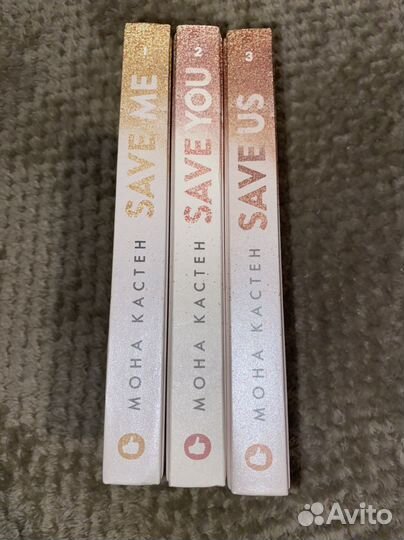 1
SAVE ME
МОНА КАСТЕН
2
SAVE YOU
МОНА КАСТЕН
3
SAVE US
МОНА КАСТЕН
Avito